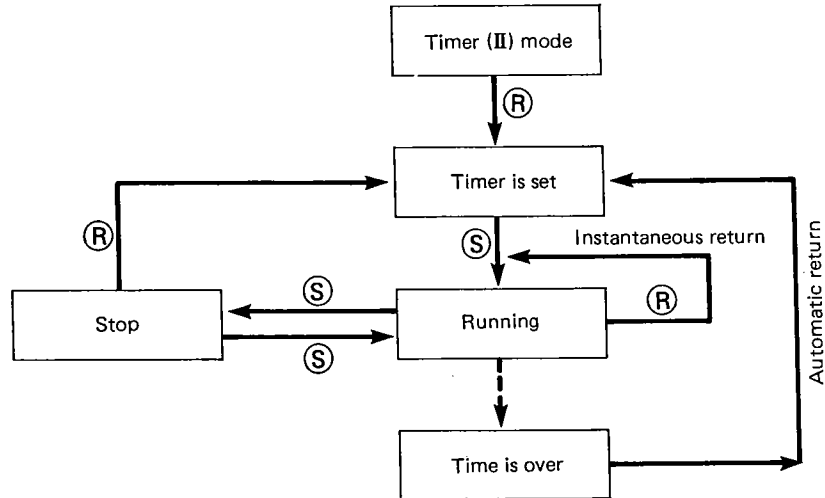 Timer (II) mode
Ⓡ
Timer is set
Ⓡ
Ⓢ
Instantaneous return
Automatic return
Ⓢ
Stop
Running
Ⓡ
Ⓢ
Time is over